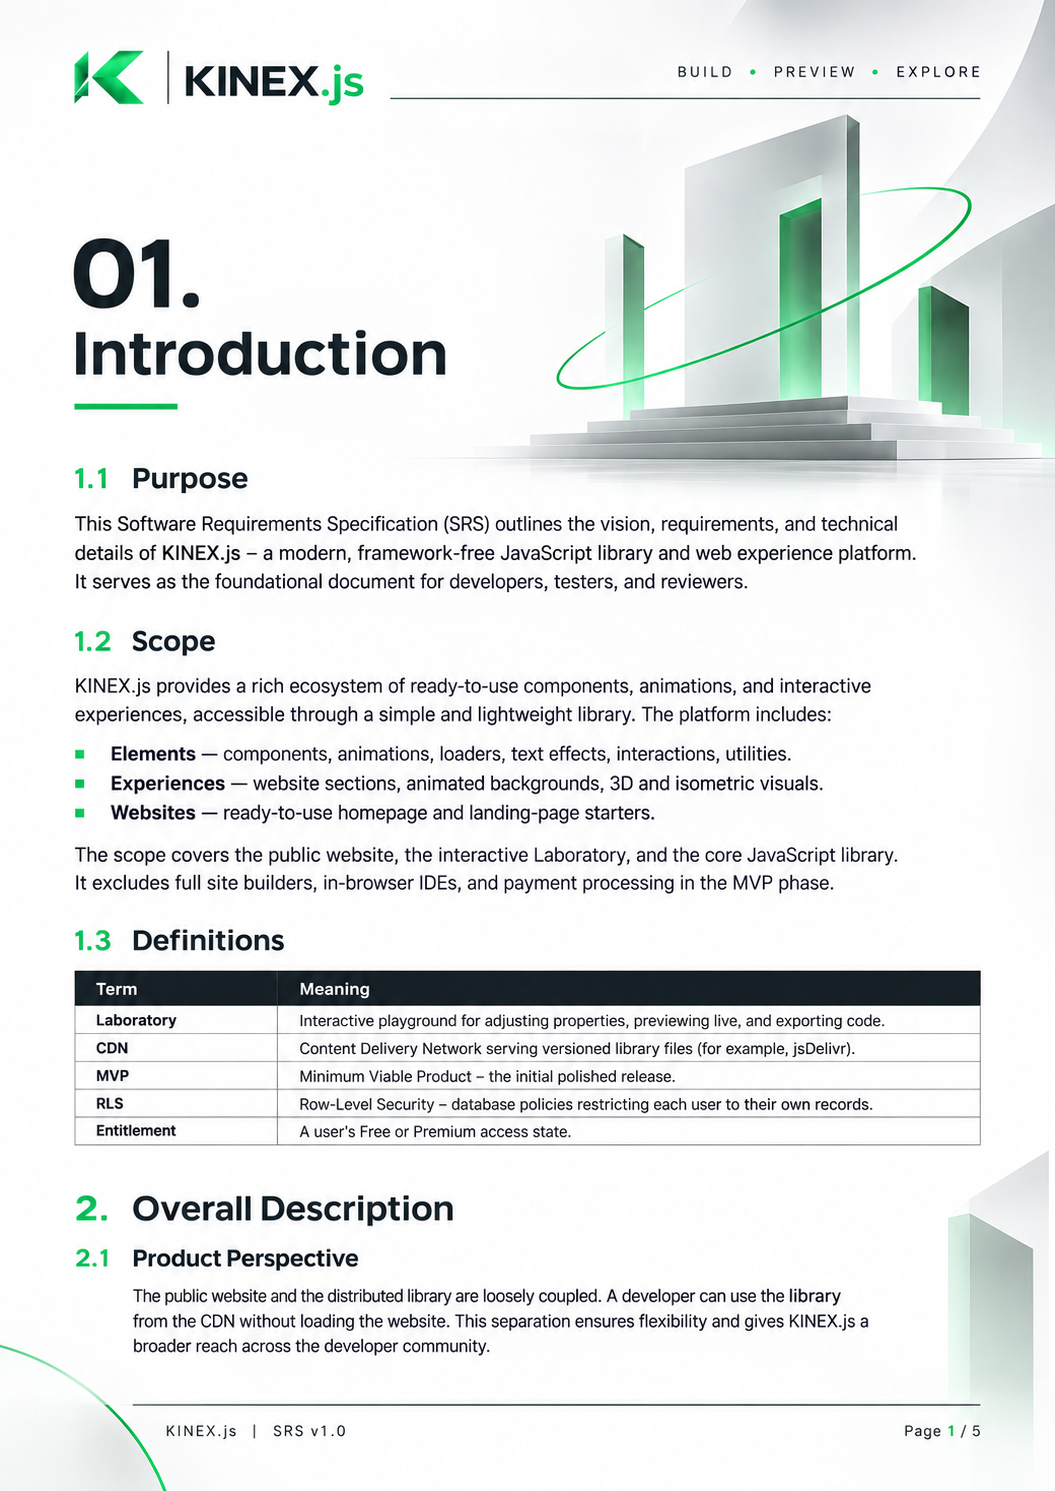 KINEX.js
BUILD • PREVIEW • EXPLORE
01.
Introduction
1.1 Purpose
This Software Requirements Specification (SRS) outlines the vision, requirements, and technical
details of KINEX.js – a modern, framework-free JavaScript library and web experience platform.
It serves as the foundational document for developers, testers, and reviewers.
1.2 Scope
KINEX.js provides a rich ecosystem of ready-to-use components, animations, and interactive
experiences, accessible through a simple and lightweight library. The platform includes:
Elements — components, animations, loaders, text effects, interactions, utilities.
Experiences — website sections, animated backgrounds, 3D and isometric visuals.
Websites — ready-to-use homepage and landing-page starters.
The scope covers the public website, the interactive Laboratory, and the core JavaScript library.
It excludes full site builders, in-browser IDEs, and payment processing in the MVP phase.
1.3 Definitions
Term Meaning
Laboratory Interactive playground for adjusting properties, previewing live, and exporting code.
CDN Content Delivery Network serving versioned library files (for example, jsDelivr).
MVP Minimum Viable Product – the initial polished release.
RLS Row-Level Security – database policies restricting each user to their own records.
Entitlement A user's Free or Premium access state.
2. Overall Description
2.1 Product Perspective
The public website and the distributed library are loosely coupled. A developer can use the library
from the CDN without loading the website. This separation ensures flexibility and gives KINEX.js a
broader reach across the developer community.
KINEX.js | SRS v1.0
Page 1 / 5